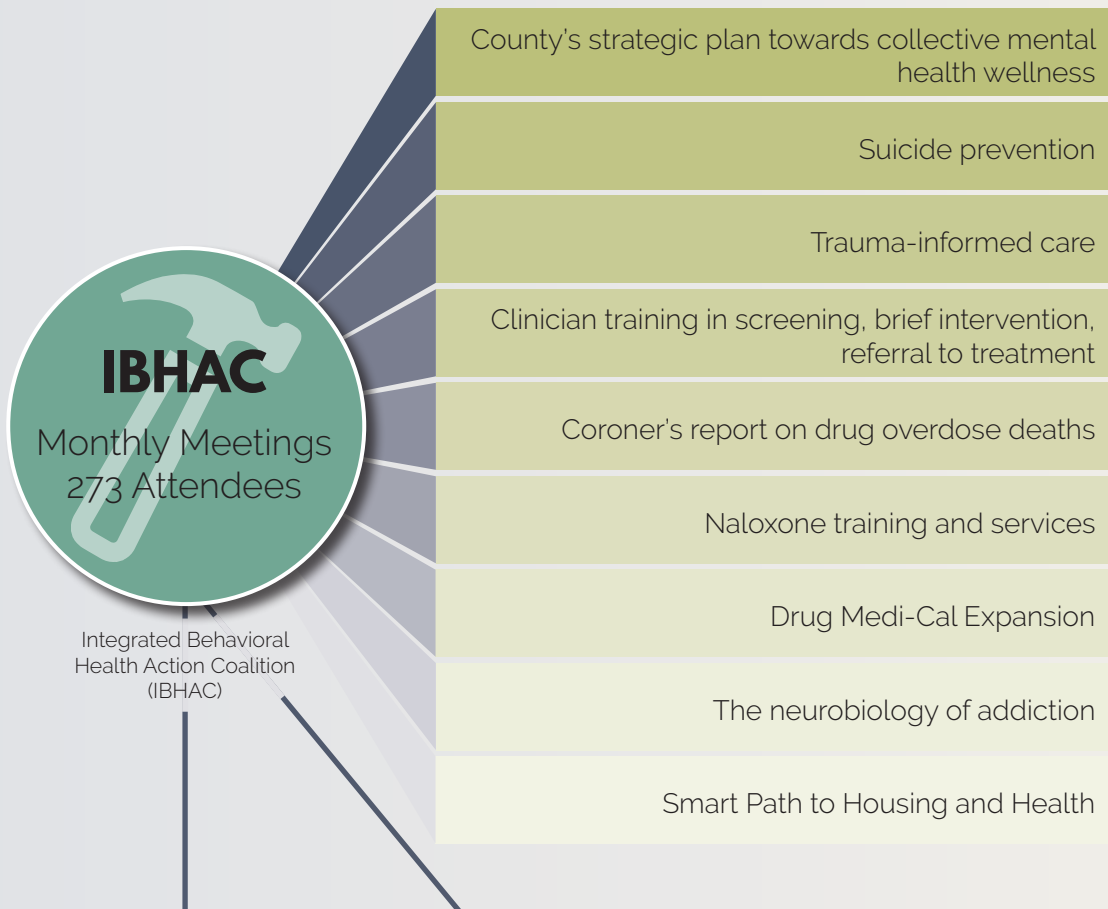 County's strategic plan towards collective mental
health wellness
Suicide prevention
Trauma-informed care
Clinician training in screening, brief intervention,
referral to treatment
Coroner's report on drug overdose deaths
Naloxone training and services
Drug Medi-Cal Expansion
The neurobiology of addiction
Smart Path to Housing and Health
IBHAC
Monthly Meetings
273 Attendees
Integrated Behavioral
Health Action Coalition
(IBHAC)